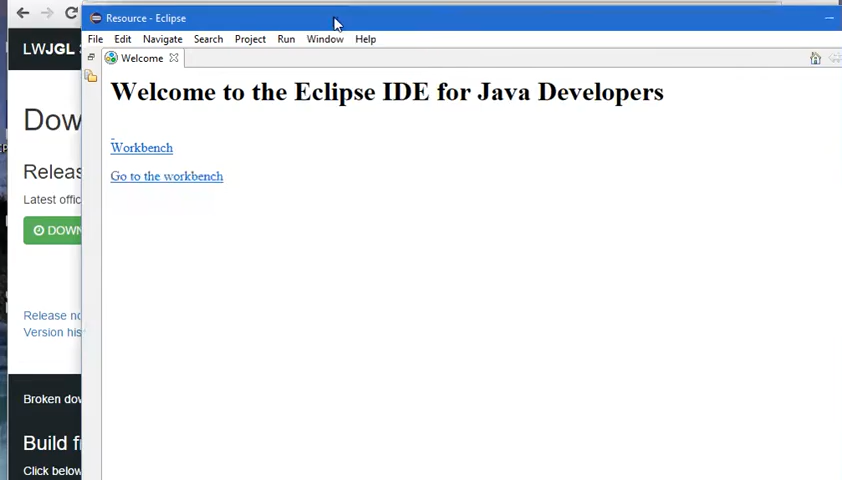 Resource - Eclipse
File Edit Navigate Search Project Run Window Help
Welcome
Welcome to the Eclipse IDE for Java Developers
Workbench
Go to the workbench
LWJGL
Dow
Releas
Latest offic
DOWN
Release no
Version his
Broken dow
Build f
Click below